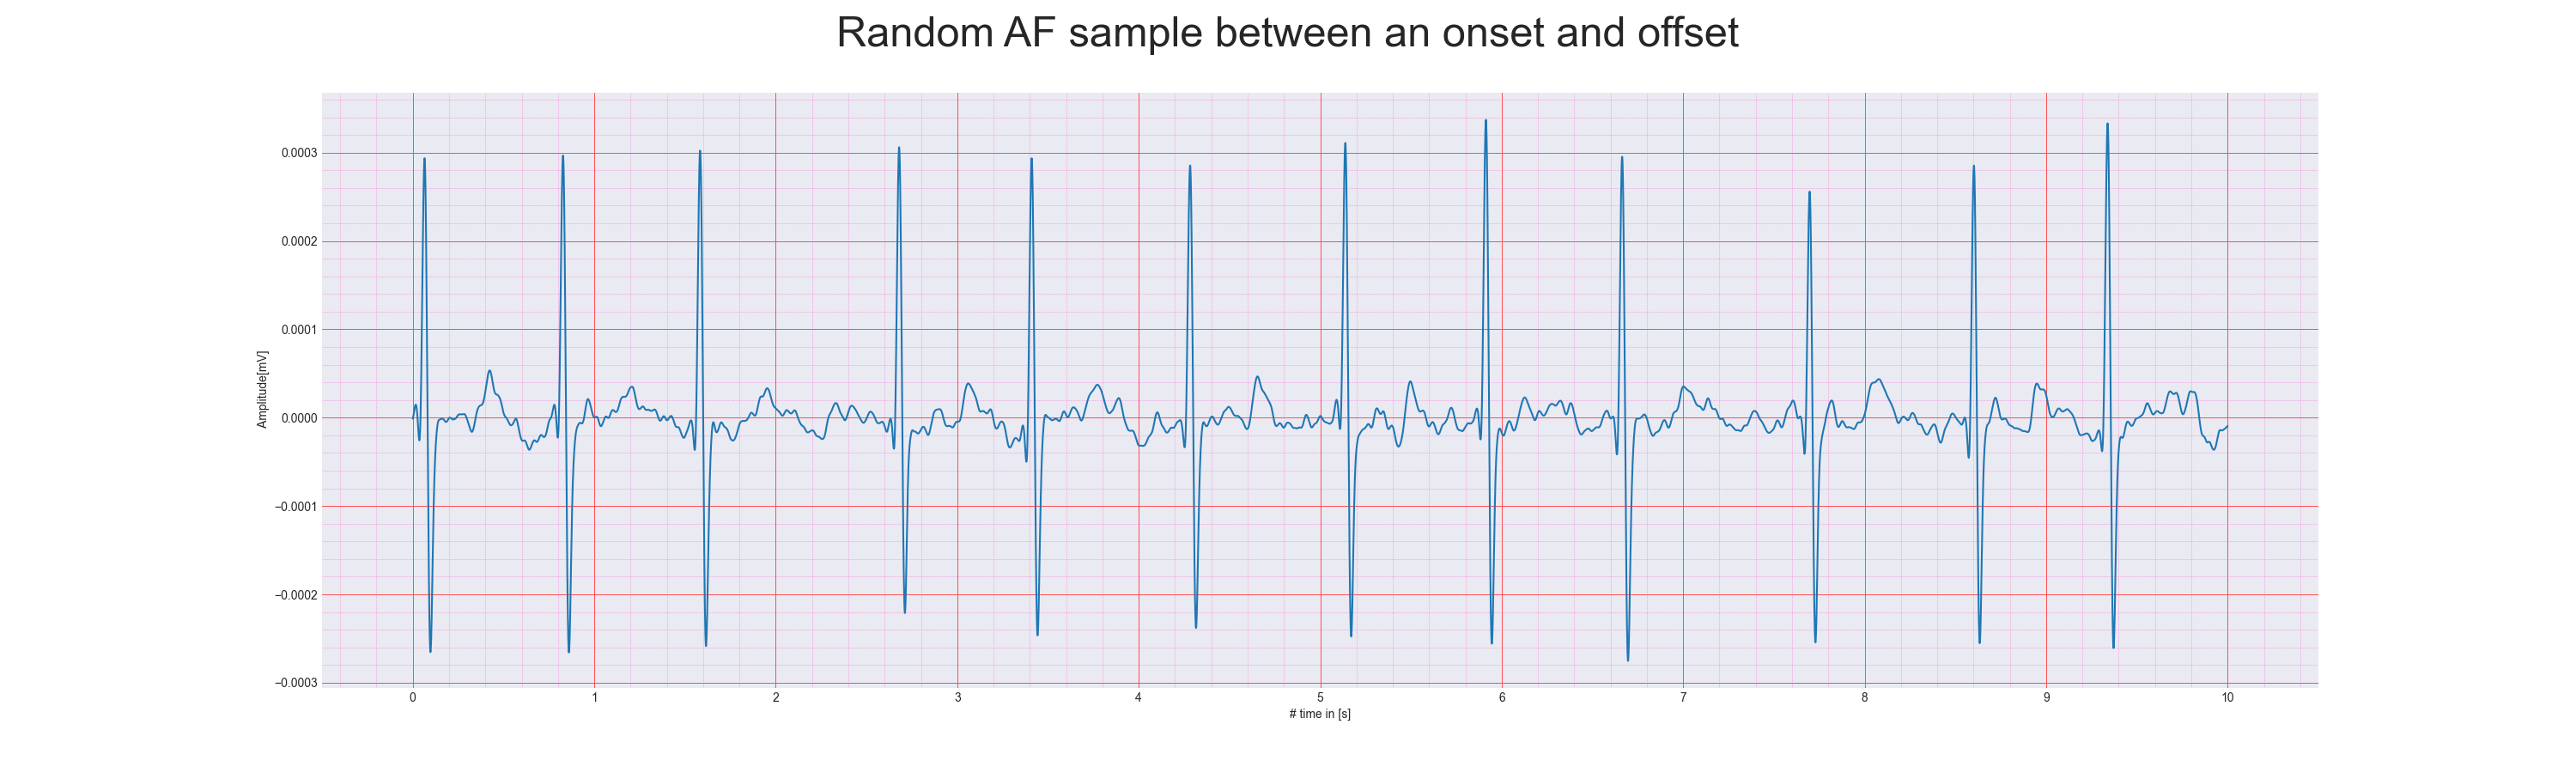 Random AF sample between an onset and offset
Amplitude[mV]
0.0003
0.0002
0.0001
0.0000
−0.0001
−0.0002
−0.0003
0 1 2 3 4 5 6 7 8 9 10
# time in [s]